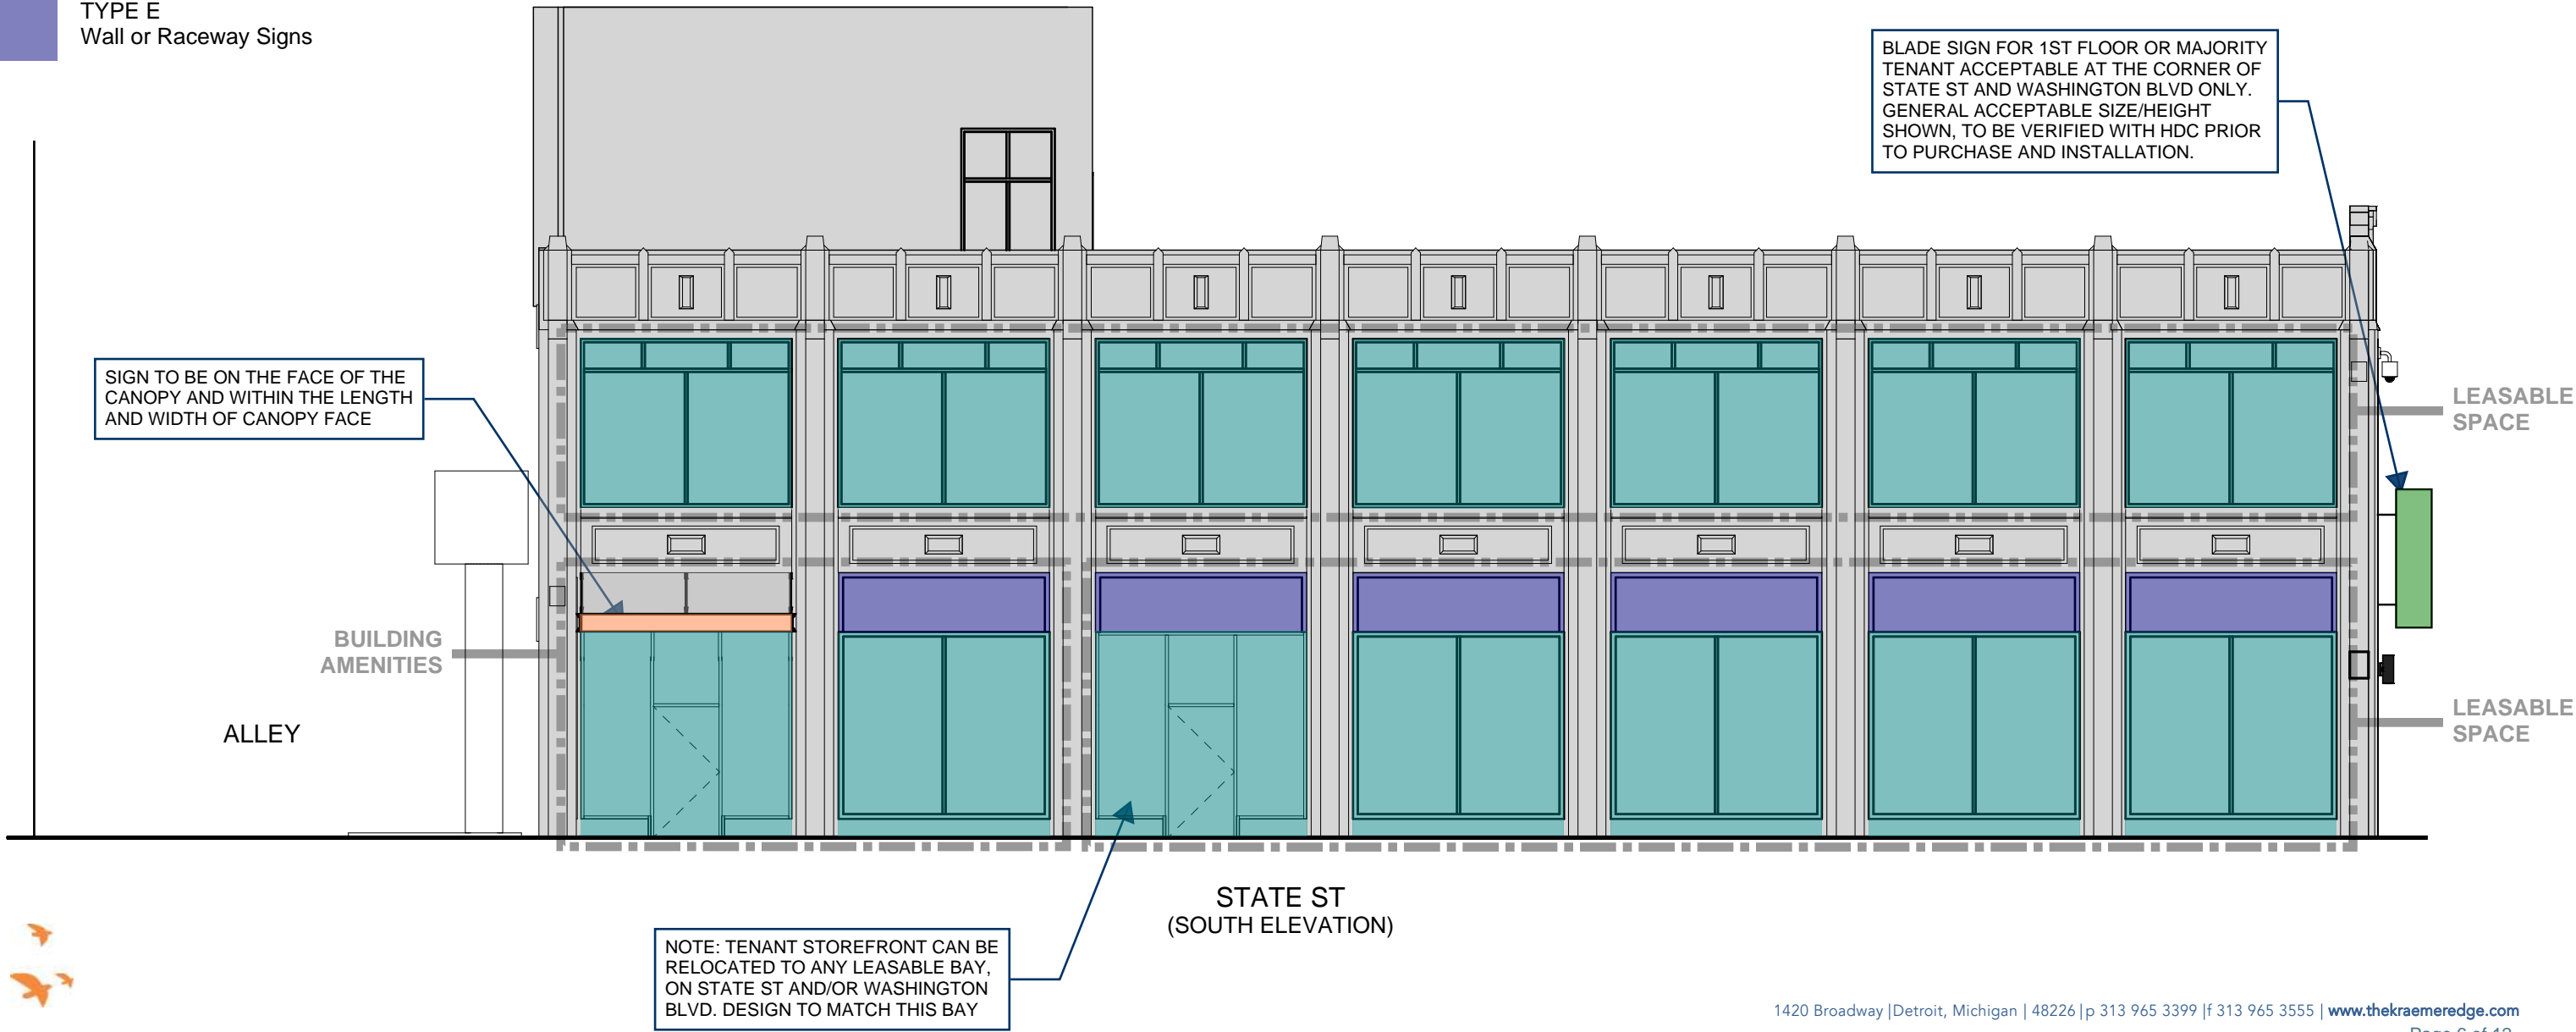 TYPE E
Wall or Raceway Signs
BLADE SIGN FOR 1ST FLOOR OR MAJORITY
TENANT ACCEPTABLE AT THE CORNER OF
STATE ST AND WASHINGTON BLVD ONLY.
GENERAL ACCEPTABLE SIZE/HEIGHT
SHOWN, TO BE VERIFIED WITH HDC PRIOR
TO PURCHASE AND INSTALLATION.
SIGN TO BE ON THE FACE OF THE
CANOPY AND WITHIN THE LENGTH
AND WIDTH OF CANOPY FACE
LEASABLE
SPACE
BUILDING
AMENITIES
ALLEY
LEASABLE
SPACE
STATE ST
(SOUTH ELEVATION)
NOTE: TENANT STOREFRONT CAN BE
RELOCATED TO ANY LEASABLE BAY,
ON STATE ST AND/OR WASHINGTON
BLVD. DESIGN TO MATCH THIS BAY
1420 Broadway |Detroit, Michigan | 48226 | p 313 965 3399 |f 313 965 3555 | www.thekraemeredge.com